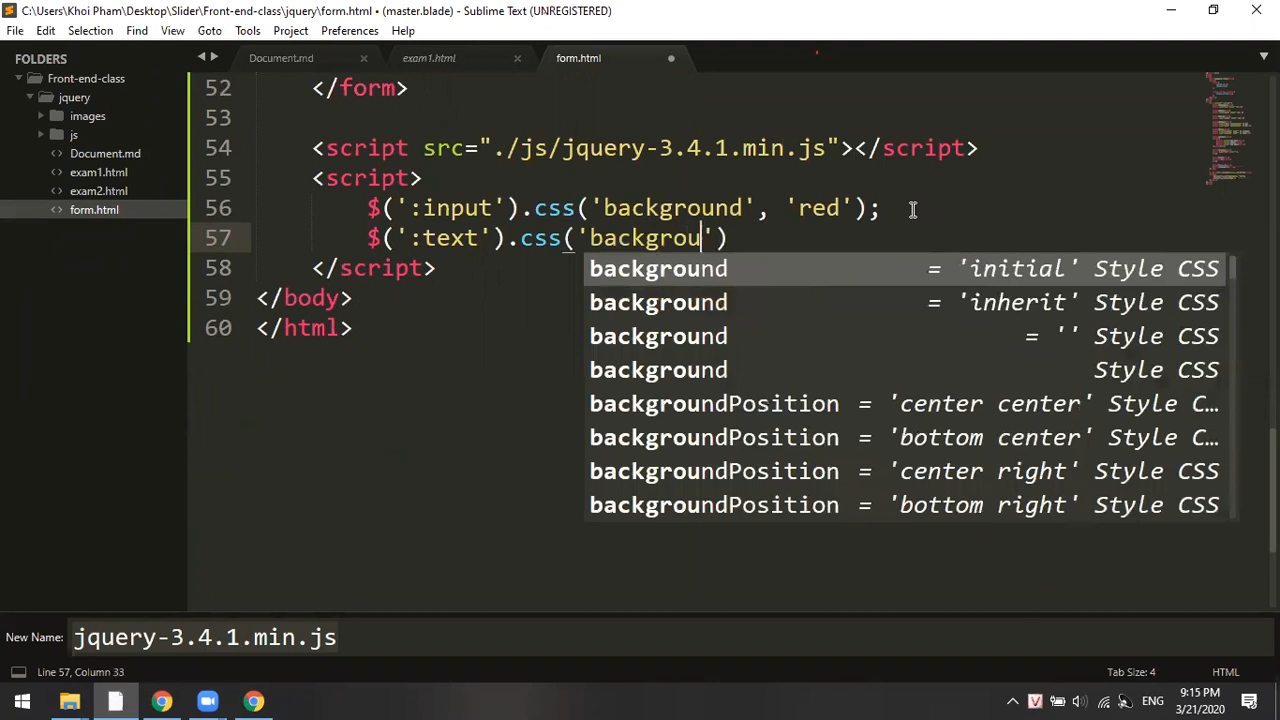 C:\Users\Khoi Pham\Desktop\Slider\Front-end-class\jquery\form.html • (master.blade) - Sublime Text (UNREGISTERED)
File Edit Selection Find View Goto Tools Project Preferences Help
FOLDERS
Front-end-class
jquery
images
js
Document.md
exam1.html
exam2.html
form.html
Document.md exam1.html form.html
52 </form>
53
54 <script src="./js/jquery-3.4.1.min.js"></script>
55 <script>
56 $(':input').css('background', 'red');
57 $(':text').css('backgrou')
58 </script>
59 </body>
60 </html>
background = 'initial' Style CSS
background = 'inherit' Style CSS
background = '' Style CSS
background Style CSS
backgroundPosition = 'center center' Style C…
backgroundPosition = 'bottom center' Style C…
backgroundPosition = 'center right' Style C…
backgroundPosition = 'bottom right' Style C…
New Name: jquery-3.4.1.min.js
Line 57, Column 33 Tab Size: 4 HTML
ENG
9:15 PM
3/21/2020